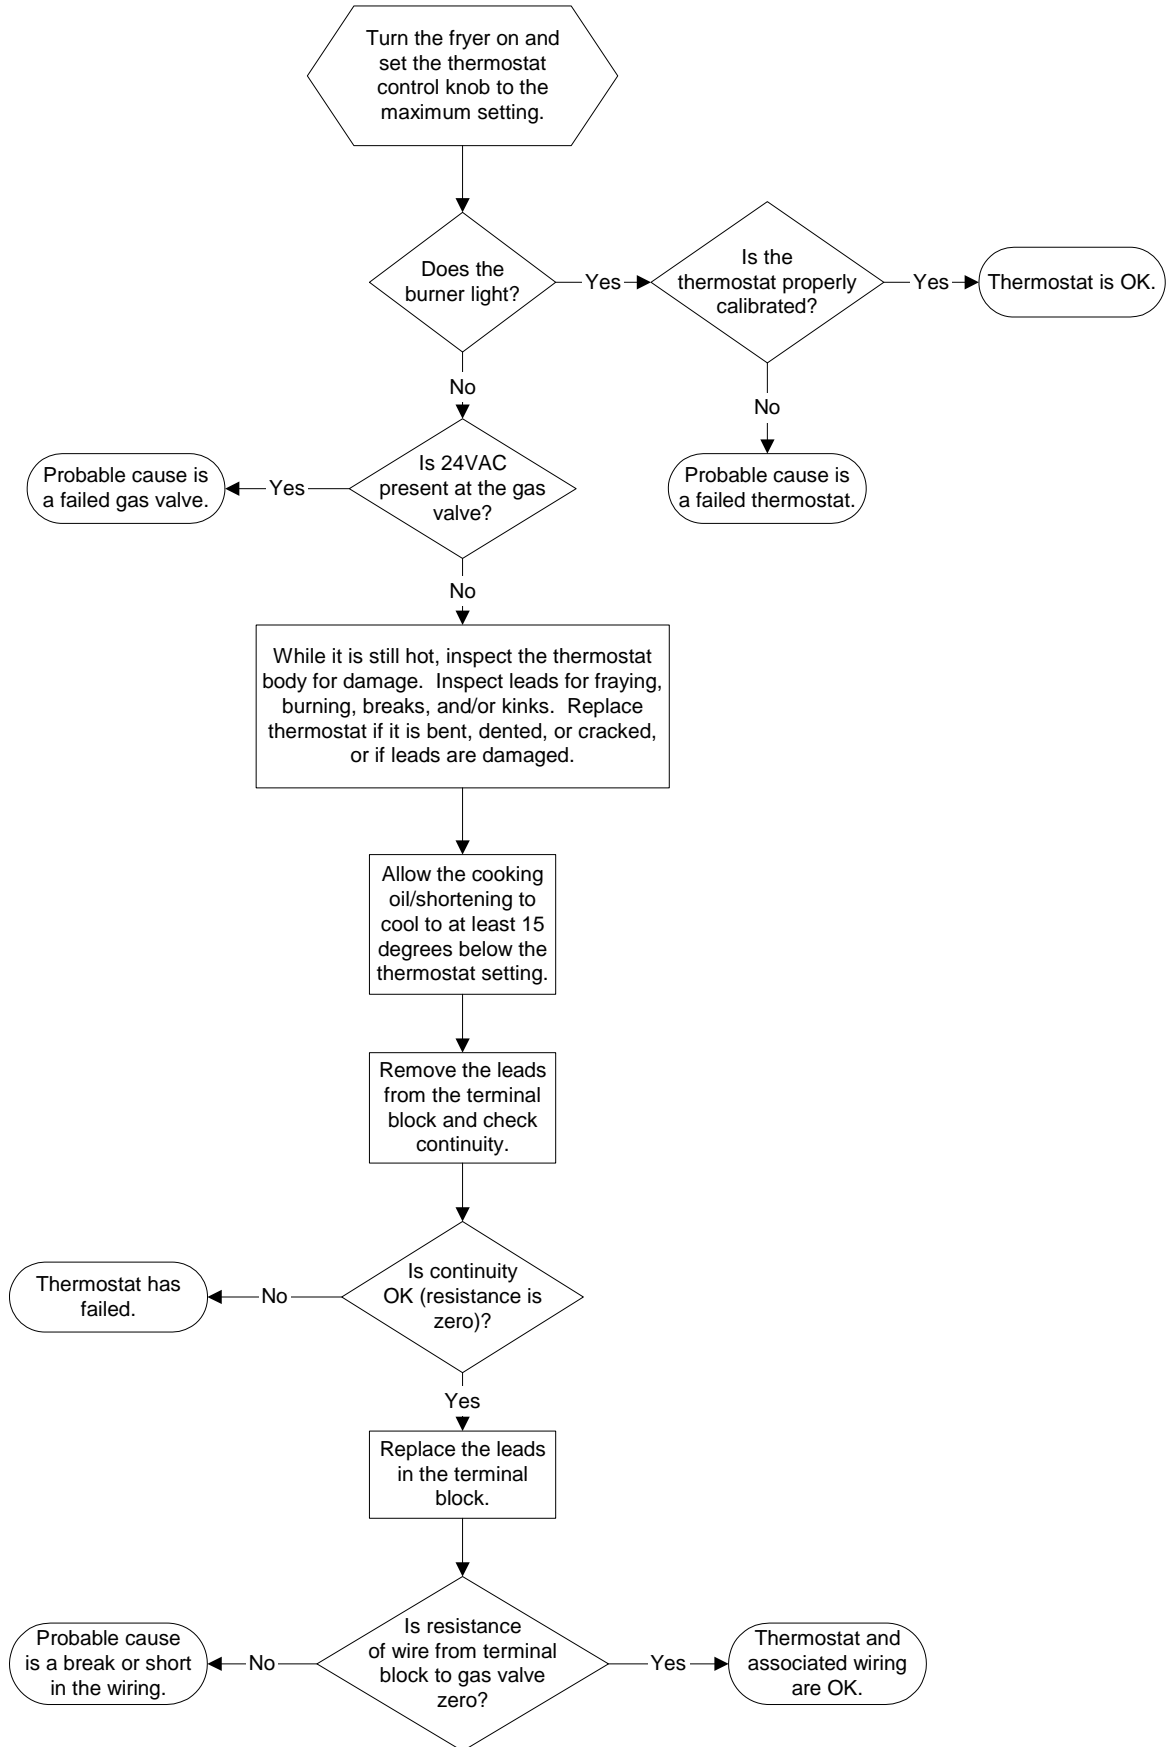 Turn the fryer on and
set the thermostat
control knob to the
maximum setting.
Does the
burner light?
Yes
Is the
thermostat properly
calibrated?
Yes
Thermostat is OK.
No
No
Probable cause is
a failed gas valve.
Yes
Is 24VAC
present at the gas
valve?
Probable cause is
a failed thermostat.
No
While it is still hot, inspect the thermostat
body for damage.  Inspect leads for fraying,
burning, breaks, and/or kinks.  Replace
thermostat if it is bent, dented, or cracked,
or if leads are damaged.
Allow the cooking
oil/shortening to
cool to at least 15
degrees below the
thermostat setting.
Remove the leads
from the terminal
block and check
continuity.
Thermostat has
failed.
No
Is continuity
OK (resistance is
zero)?
Yes
Replace the leads
in the terminal
block.
Probable cause
is a break or short
in the wiring.
No
Is resistance
of wire from terminal
block to gas valve
zero?
Yes
Thermostat and
associated wiring
are OK.